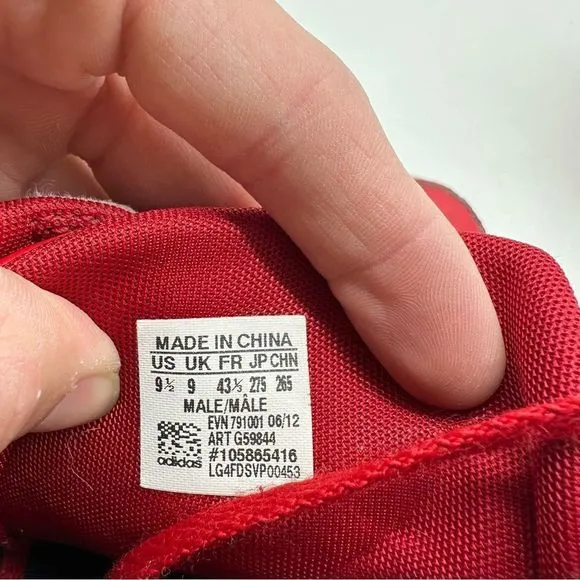 MADE IN CHINA
US UK FR JP CHN
9½ 9 43⅓ 275 265
MALE/MÂLE
EVN 791001 06/12
ART G59844
#105865416
adidas LG4FDSVP00453